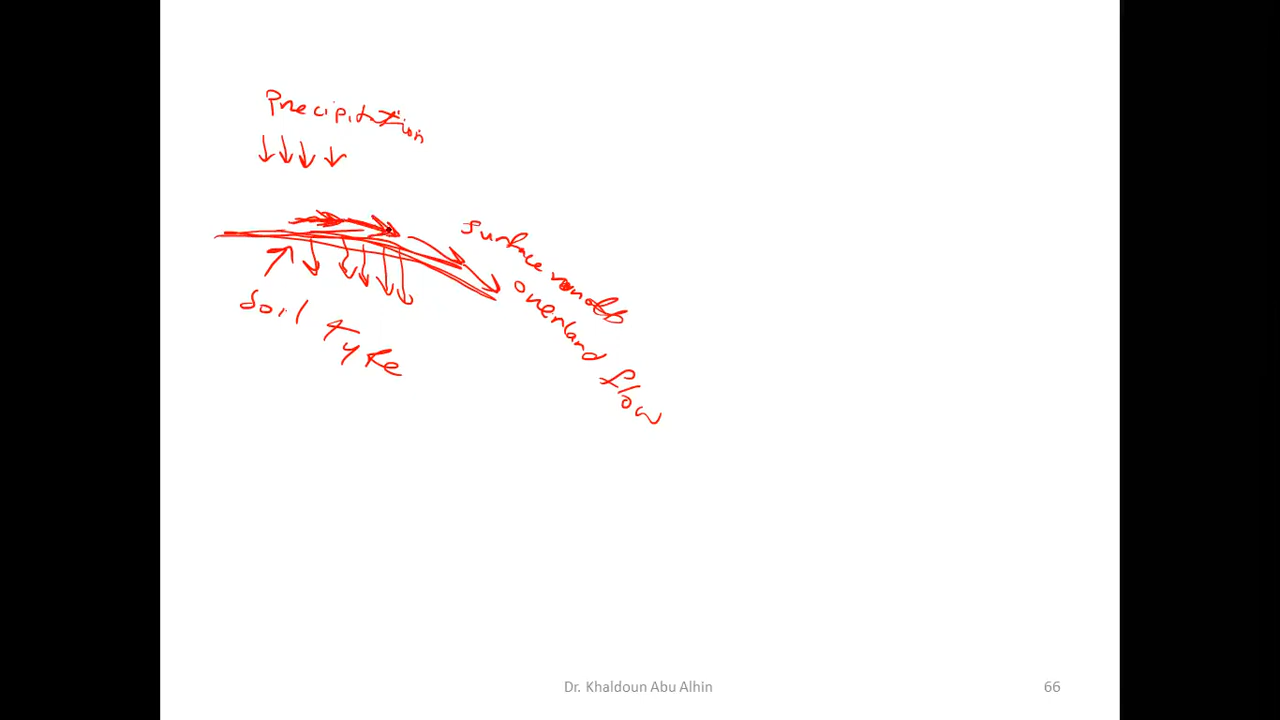 Precipitation
surface runoff
overland flow
soil type
Dr. Khaldoun Abu Alhin
66